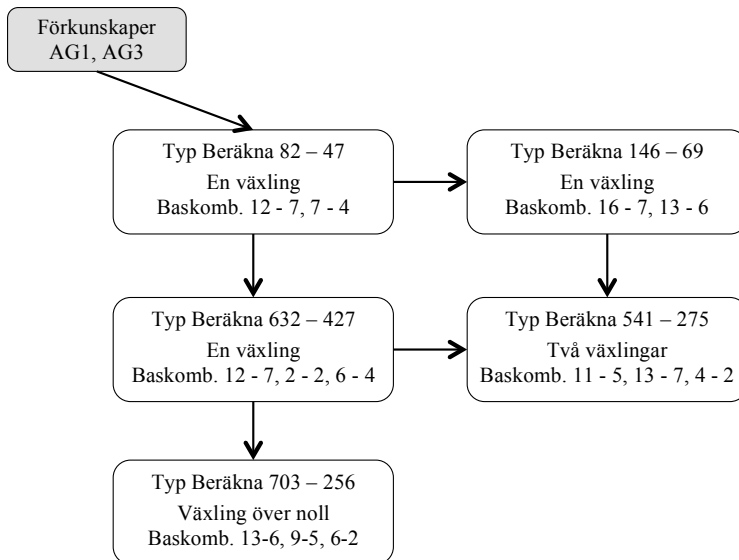 Förkunskaper
AG1, AG3
Typ Beräkna 82 – 47
En växling
Baskomb. 12 - 7, 7 - 4
Typ Beräkna 146 – 69
En växling
Baskomb. 16 - 7, 13 - 6
Typ Beräkna 632 – 427
En växling
Baskomb. 12 - 7, 2 - 2, 6 - 4
Typ Beräkna 541 – 275
Två växlingar
Baskomb. 11 - 5, 13 - 7, 4 - 2
Typ Beräkna 703 – 256
Växling över noll
Baskomb. 13-6, 9-5, 6-2